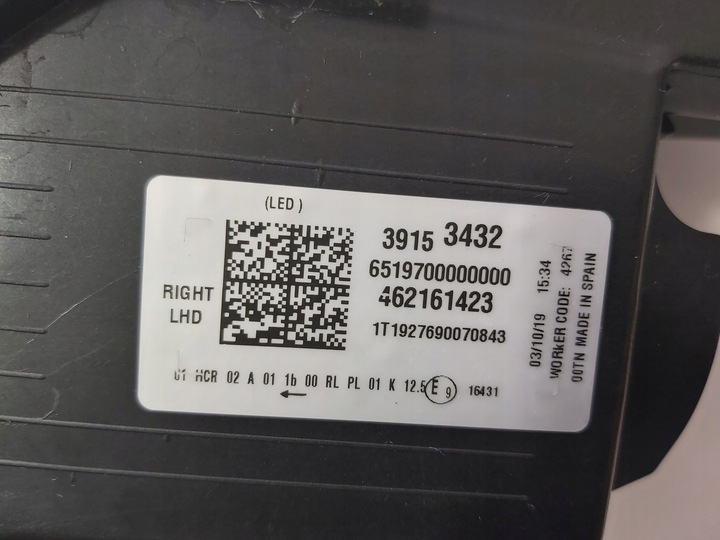 (LED)
3915 3432
6519700000000
462161423
1T1927690070843
RIGHT
LHD
01 HCR 02 A 01 1b 00 RL PL 01 K 12.5 E 9 16431
←
03/10/19 15:34
WORKER CODE: 4267
00TN MADE IN SPAIN